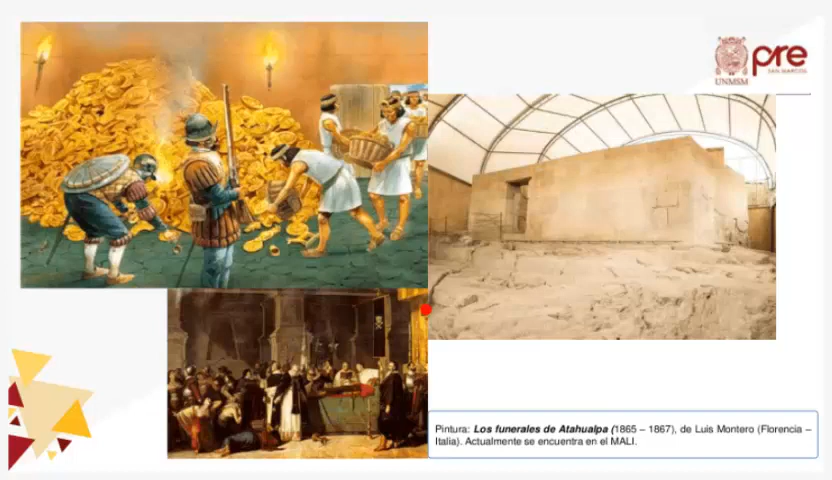 UNMSM
pre
SAN MARCOS
Pintura: Los funerales de Atahualpa (1865 – 1867), de Luis Montero (Florencia –
Italia). Actualmente se encuentra en el MALI.